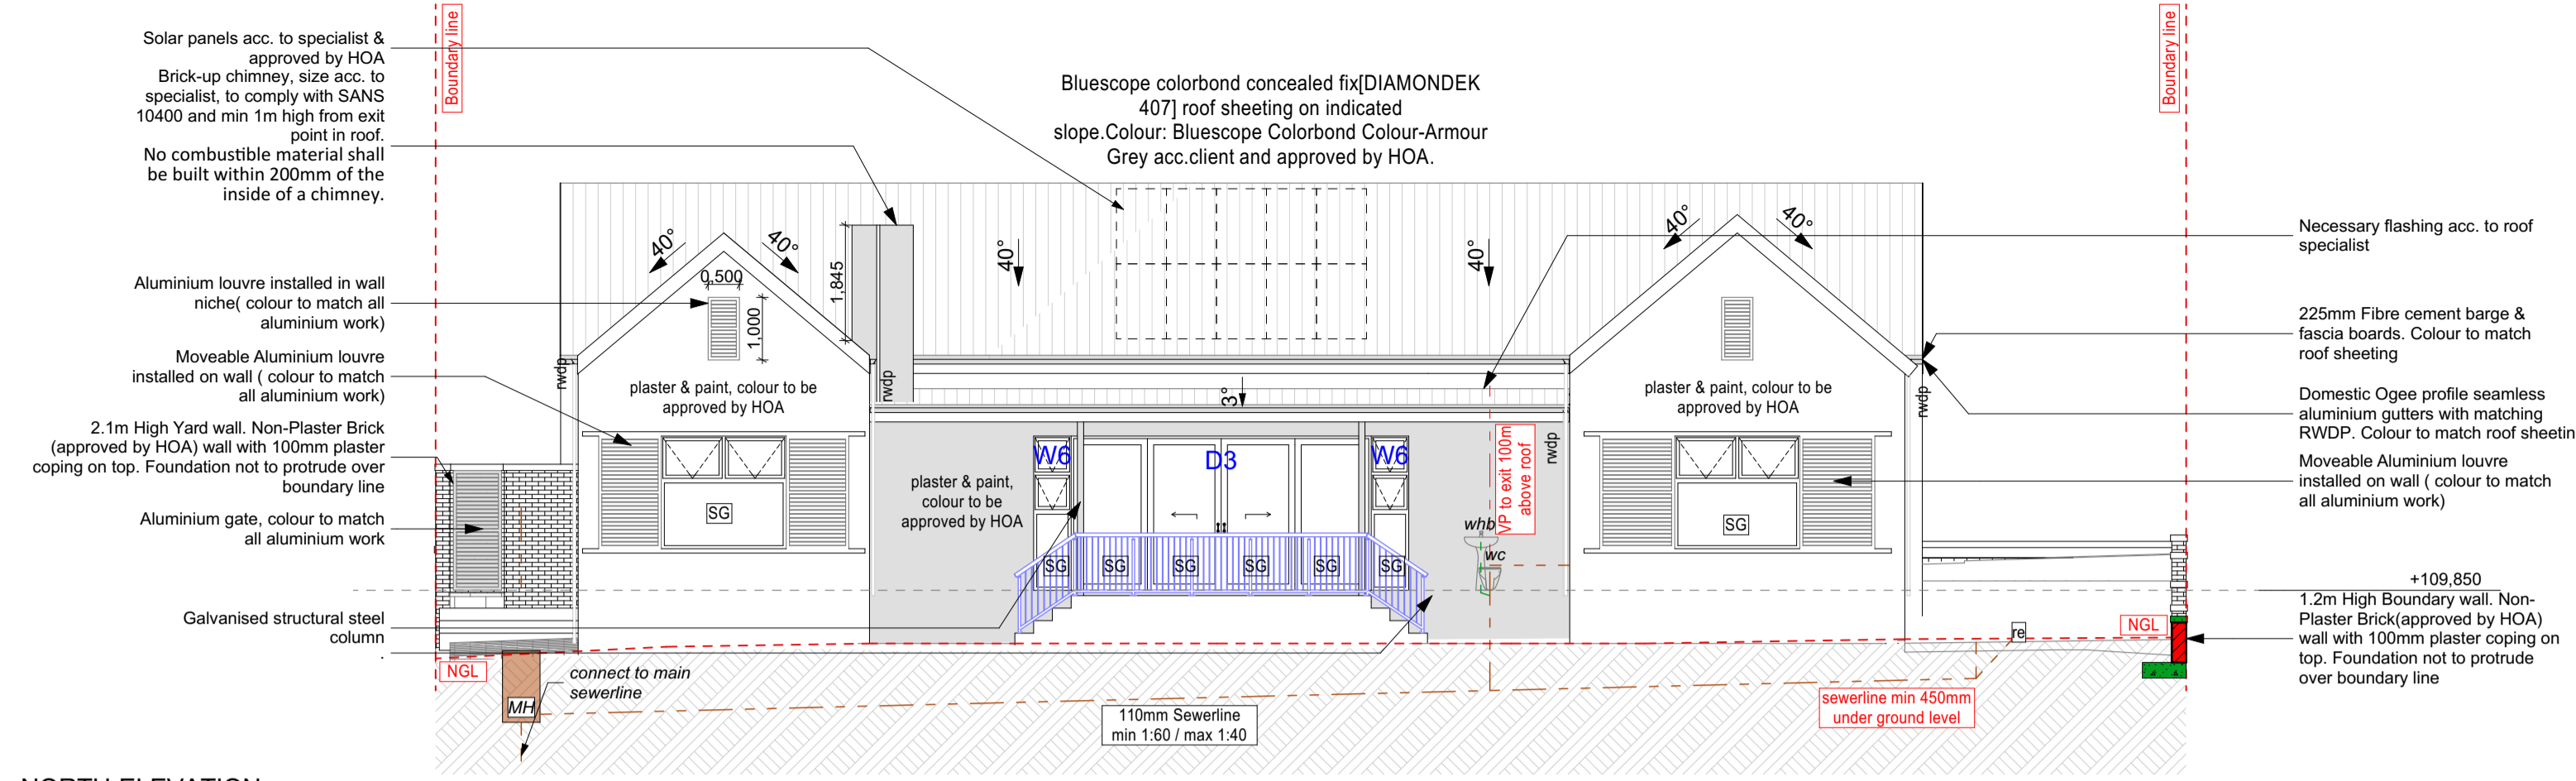 Solar panels acc. to specialist &
approved by HOA
Brick-up chimney, size acc. to
specialist, to comply with SANS
10400 and min 1m high from exit
point in roof.
No combustible material shall
be built within 200mm of the
inside of a chimney.
Aluminium louvre installed in wall
niche( colour to match all
aluminium work)
Moveable Aluminium louvre
installed on wall ( colour to match
all aluminium work)
2.1m High Yard wall. Non-Plaster Brick
(approved by HOA) wall with 100mm plaster
coping on top. Foundation not to protrude over
boundary line
Aluminium gate, colour to match
all aluminium work
Galvanised structural steel
column
.
Boundary line
Bluescope colorbond concealed fix[DIAMONDEK
407] roof sheeting on indicated
slope.Colour: Bluescope Colorbond Colour-Armour
Grey acc.client and approved by HOA.
Boundary line
40°
40°
0,500
1,000
1,845
40°
40°
40°
40°
3°
rwdp
rwdp
rwdp
rwdp
plaster & paint, colour to be
approved by HOA
plaster & paint,
colour to be
approved by HOA
plaster & paint, colour to be
approved by HOA
W6
D3
W6
VP to exit 100m
above roof
whb
wc
SG
SG
SG
SG
SG
SG
SG
SG
NGL
MH
connect to main
sewerline
110mm Sewerline
min 1:60 / max 1:40
sewerline min 450mm
under ground level
re
NGL
Necessary flashing acc. to roof
specialist
225mm Fibre cement barge &
fascia boards. Colour to match
roof sheeting
Domestic Ogee profile seamless
aluminium gutters with matching
RWDP. Colour to match roof sheetin
Moveable Aluminium louvre
installed on wall ( colour to match
all aluminium work)
+109,850
1.2m High Boundary wall. Non-
Plaster Brick(approved by HOA)
wall with 100mm plaster coping on
top. Foundation not to protrude
over boundary line
NORTH ELEVATION